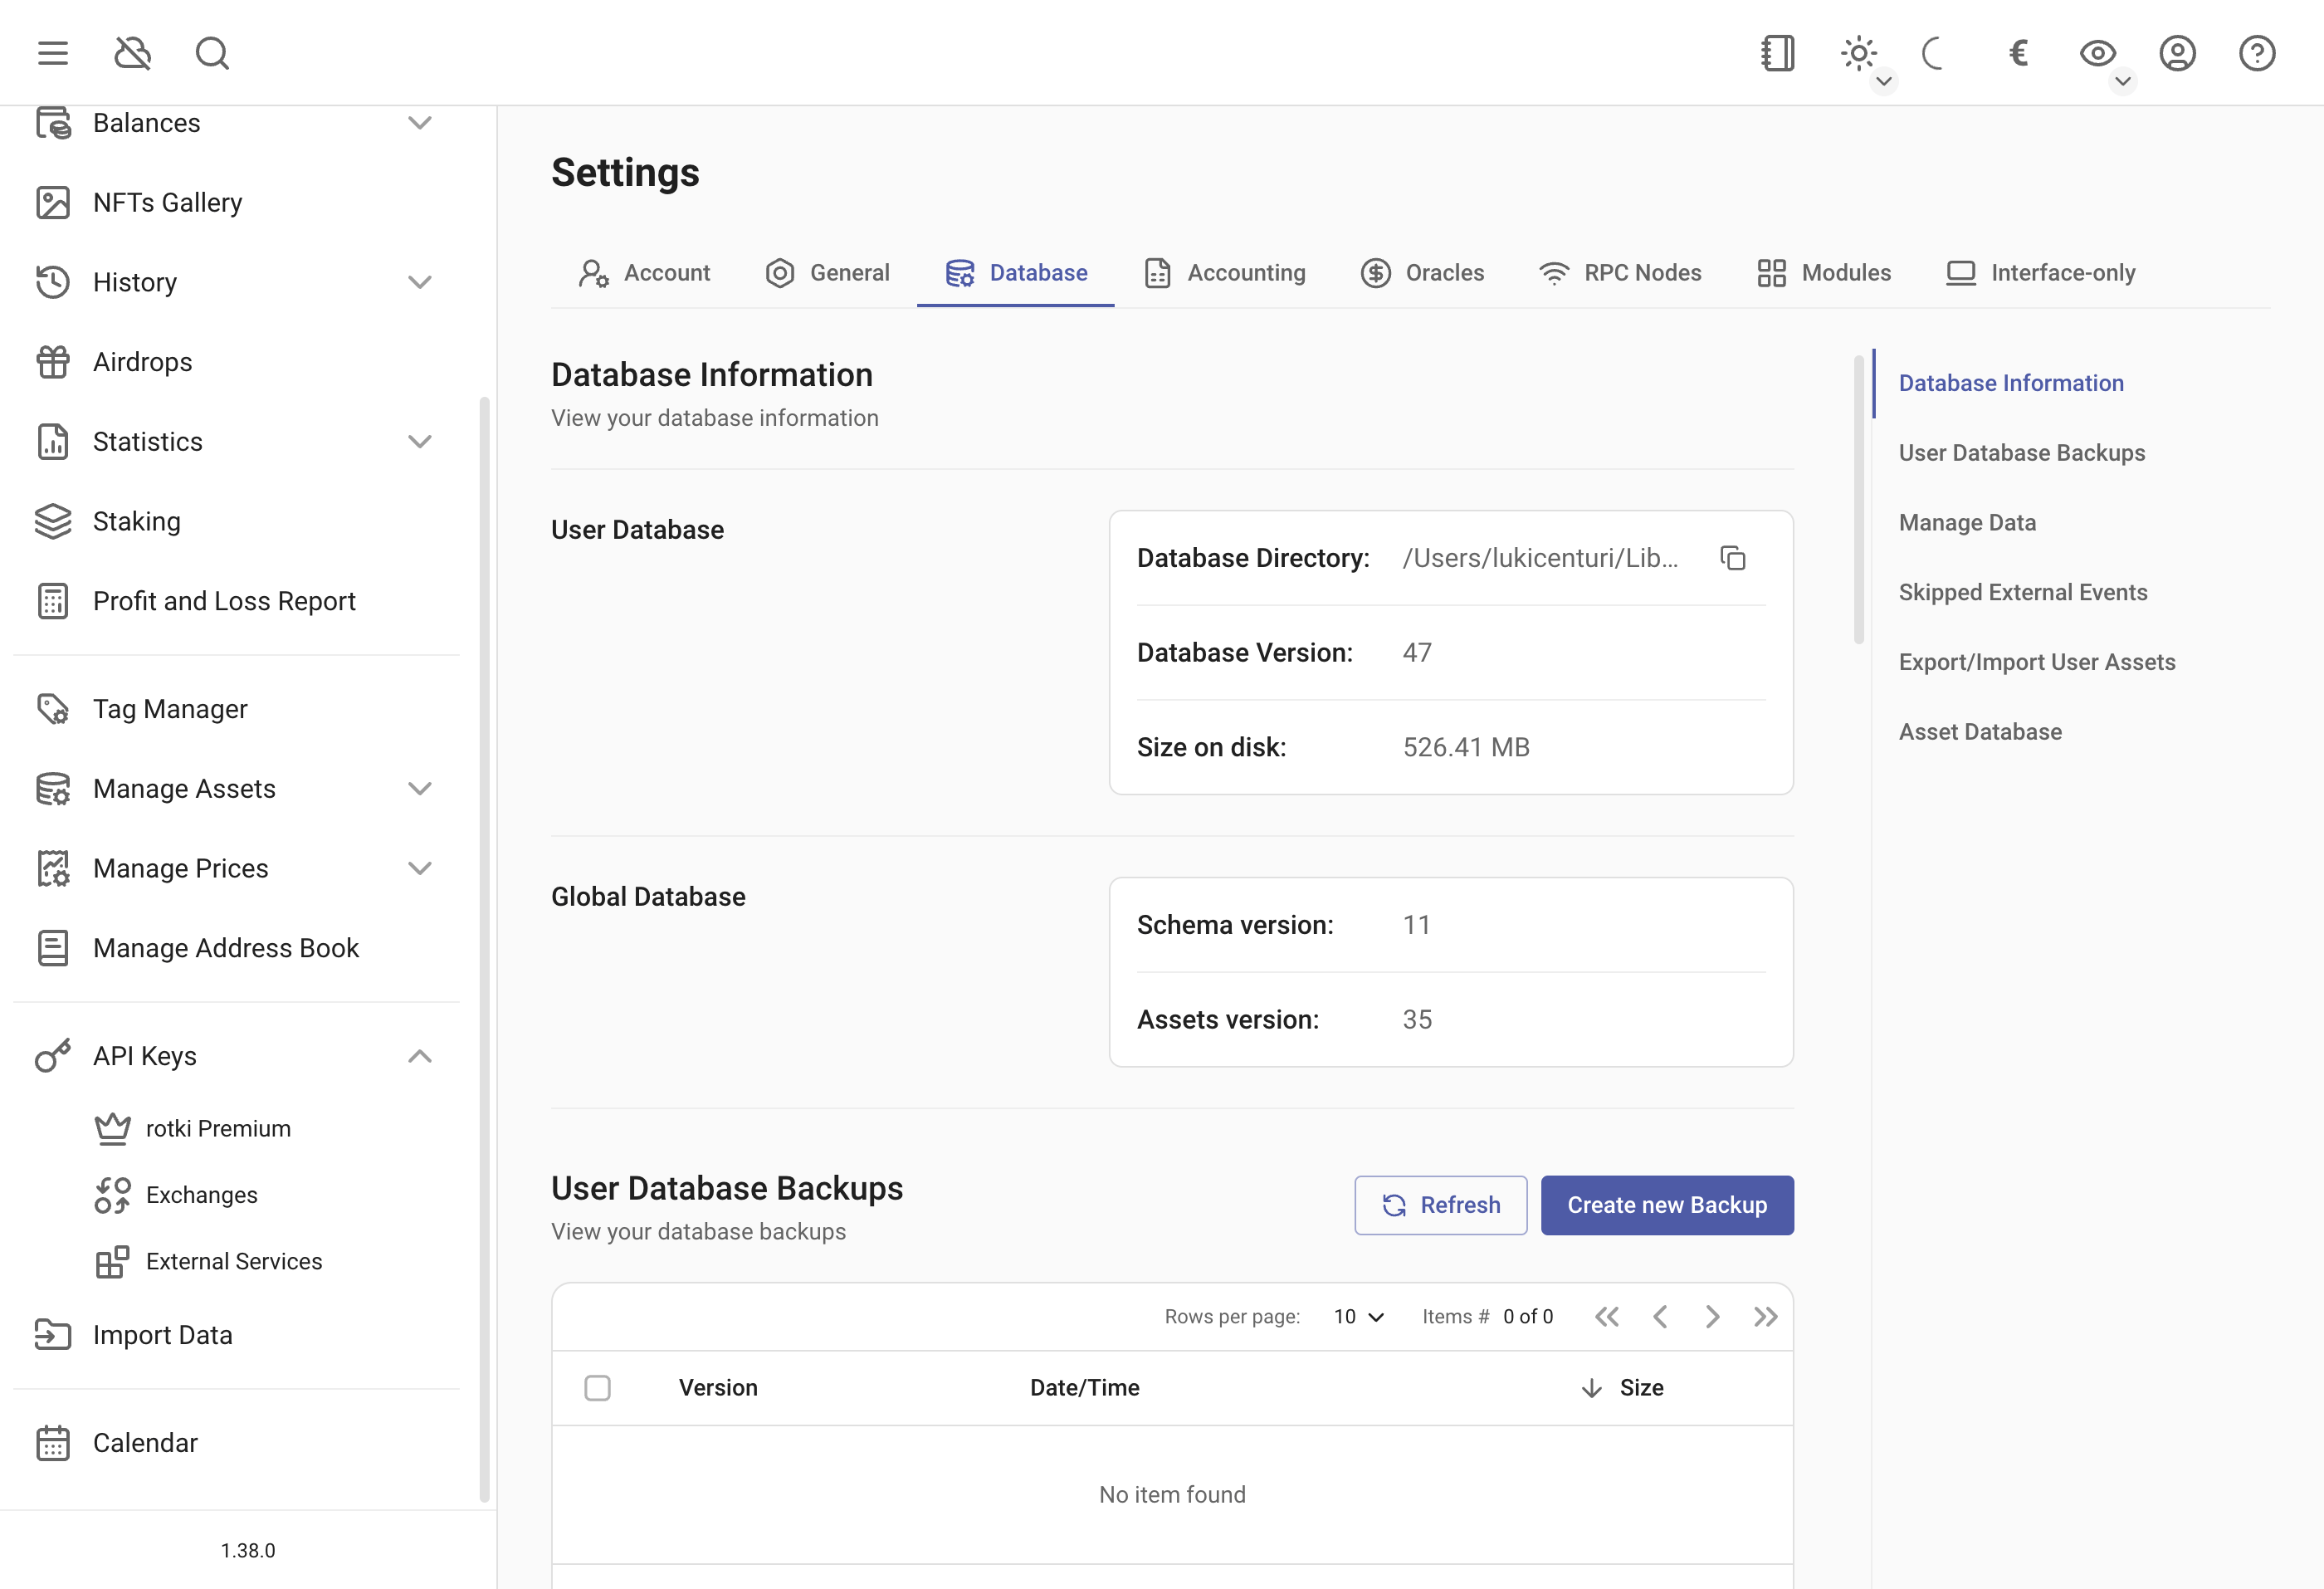 €
Balances
NFTs Gallery
History
Airdrops
Statistics
Staking
Profit and Loss Report
Tag Manager
Manage Assets
Manage Prices
Manage Address Book
API Keys
rotki Premium
Exchanges
External Services
Import Data
Calendar
1.38.0
Settings
Account General Database Accounting Oracles RPC Nodes Modules Interface-only
Database Information
View your database information
User Database
Database Directory: /Users/lukicenturi/Lib...
Database Version: 47
Size on disk: 526.41 MB
Global Database
Schema version: 11
Assets version: 35
User Database Backups
View your database backups
Refresh
Create new Backup
Rows per page: 10 Items # 0 of 0
Version Date/Time Size
No item found
Database Information
User Database Backups
Manage Data
Skipped External Events
Export/Import User Assets
Asset Database